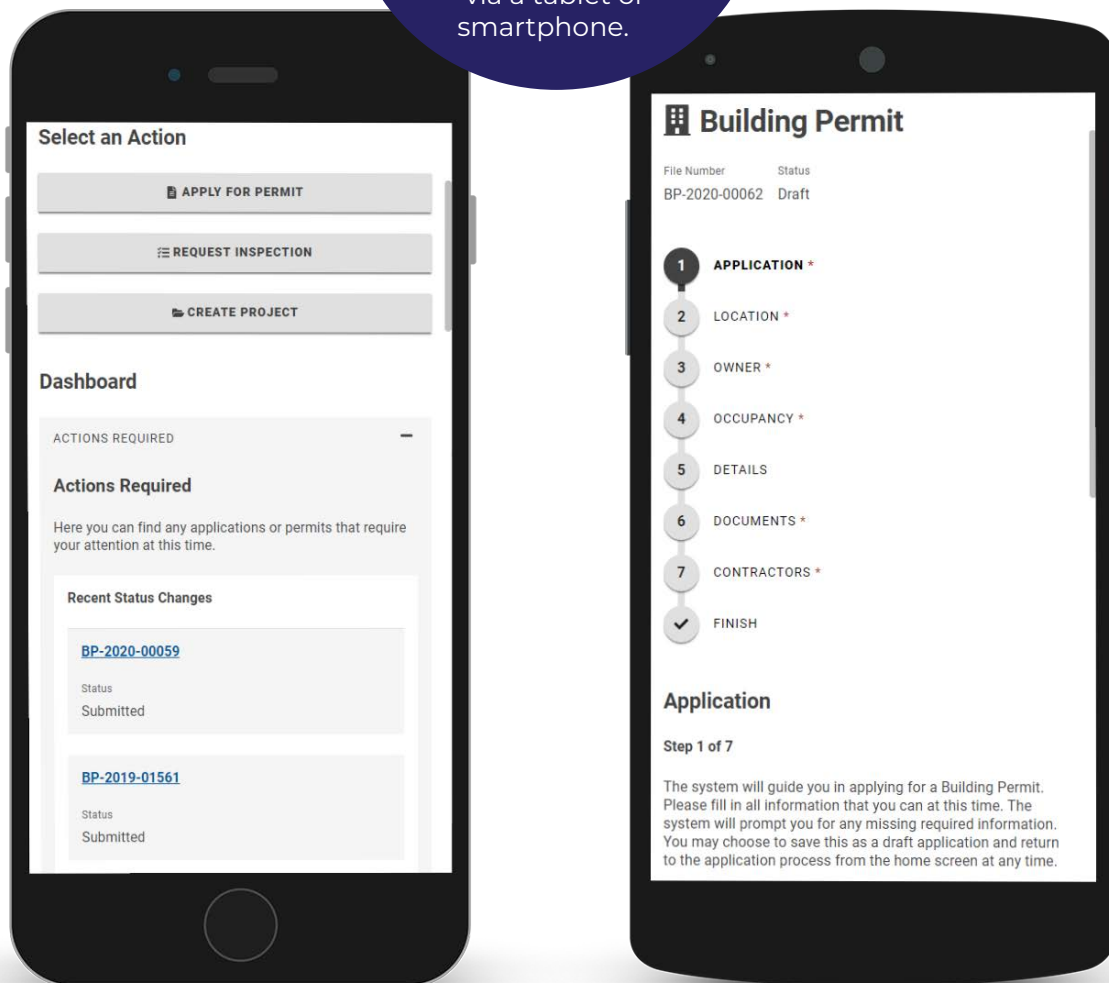 via a tablet or
smartphone.
Select an Action
APPLY FOR PERMIT
REQUEST INSPECTION
CREATE PROJECT
Dashboard
ACTIONS REQUIRED
Actions Required
Here you can find any applications or permits that require
your attention at this time.
Recent Status Changes
BP-2020-00059
Status
Submitted
BP-2019-01561
Status
Submitted
Building Permit
File Number Status
BP-2020-00062 Draft
1 APPLICATION *
2 LOCATION *
3 OWNER *
4 OCCUPANCY *
5 DETAILS
6 DOCUMENTS *
7 CONTRACTORS *
FINISH
Application
Step 1 of 7
The system will guide you in applying for a Building Permit.
Please fill in all information that you can at this time. The
system will prompt you for any missing required information.
You may choose to save this as a draft application and return
to the application process from the home screen at any time.